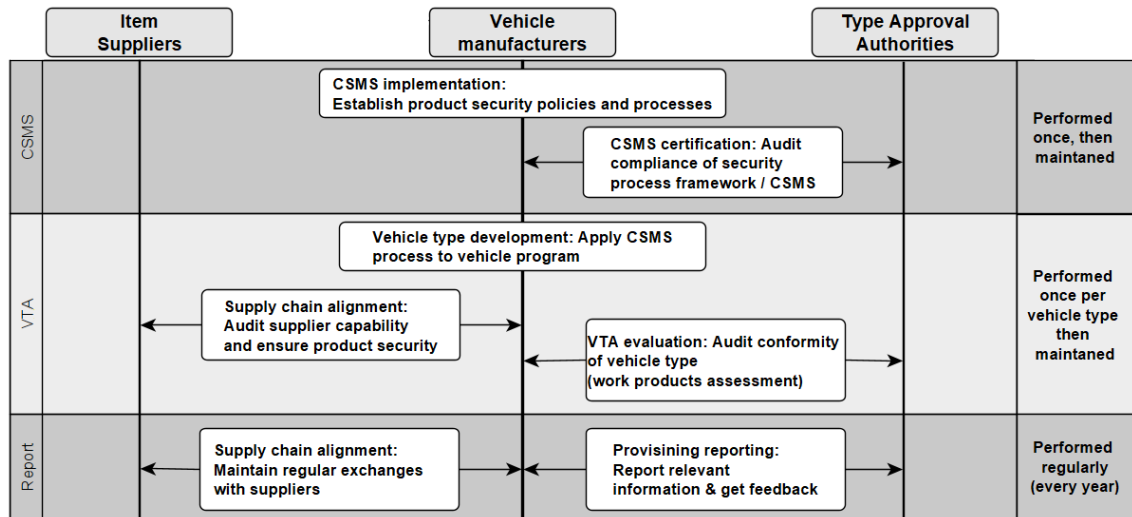 Item
Suppliers
Vehicle
manufacturers
Type Approval
Authorities
CSMS
CSMS implementation:
Establish product security policies and processes
CSMS certification: Audit
compliance of security
process framework / CSMS
Performed
once, then
maintaned
VTA
Vehicle type development: Apply CSMS
process to vehicle program
Supply chain alignment:
Audit supplier capability
and ensure product security
VTA evaluation: Audit conformity
of vehicle type
(work products assessment)
Performed
once per
vehicle type
then
maintaned
Report
Supply chain alignment:
Maintain regular exchanges
with suppliers
Provisining reporting:
Report relevant
information & get feedback
Performed
regularly
(every year)